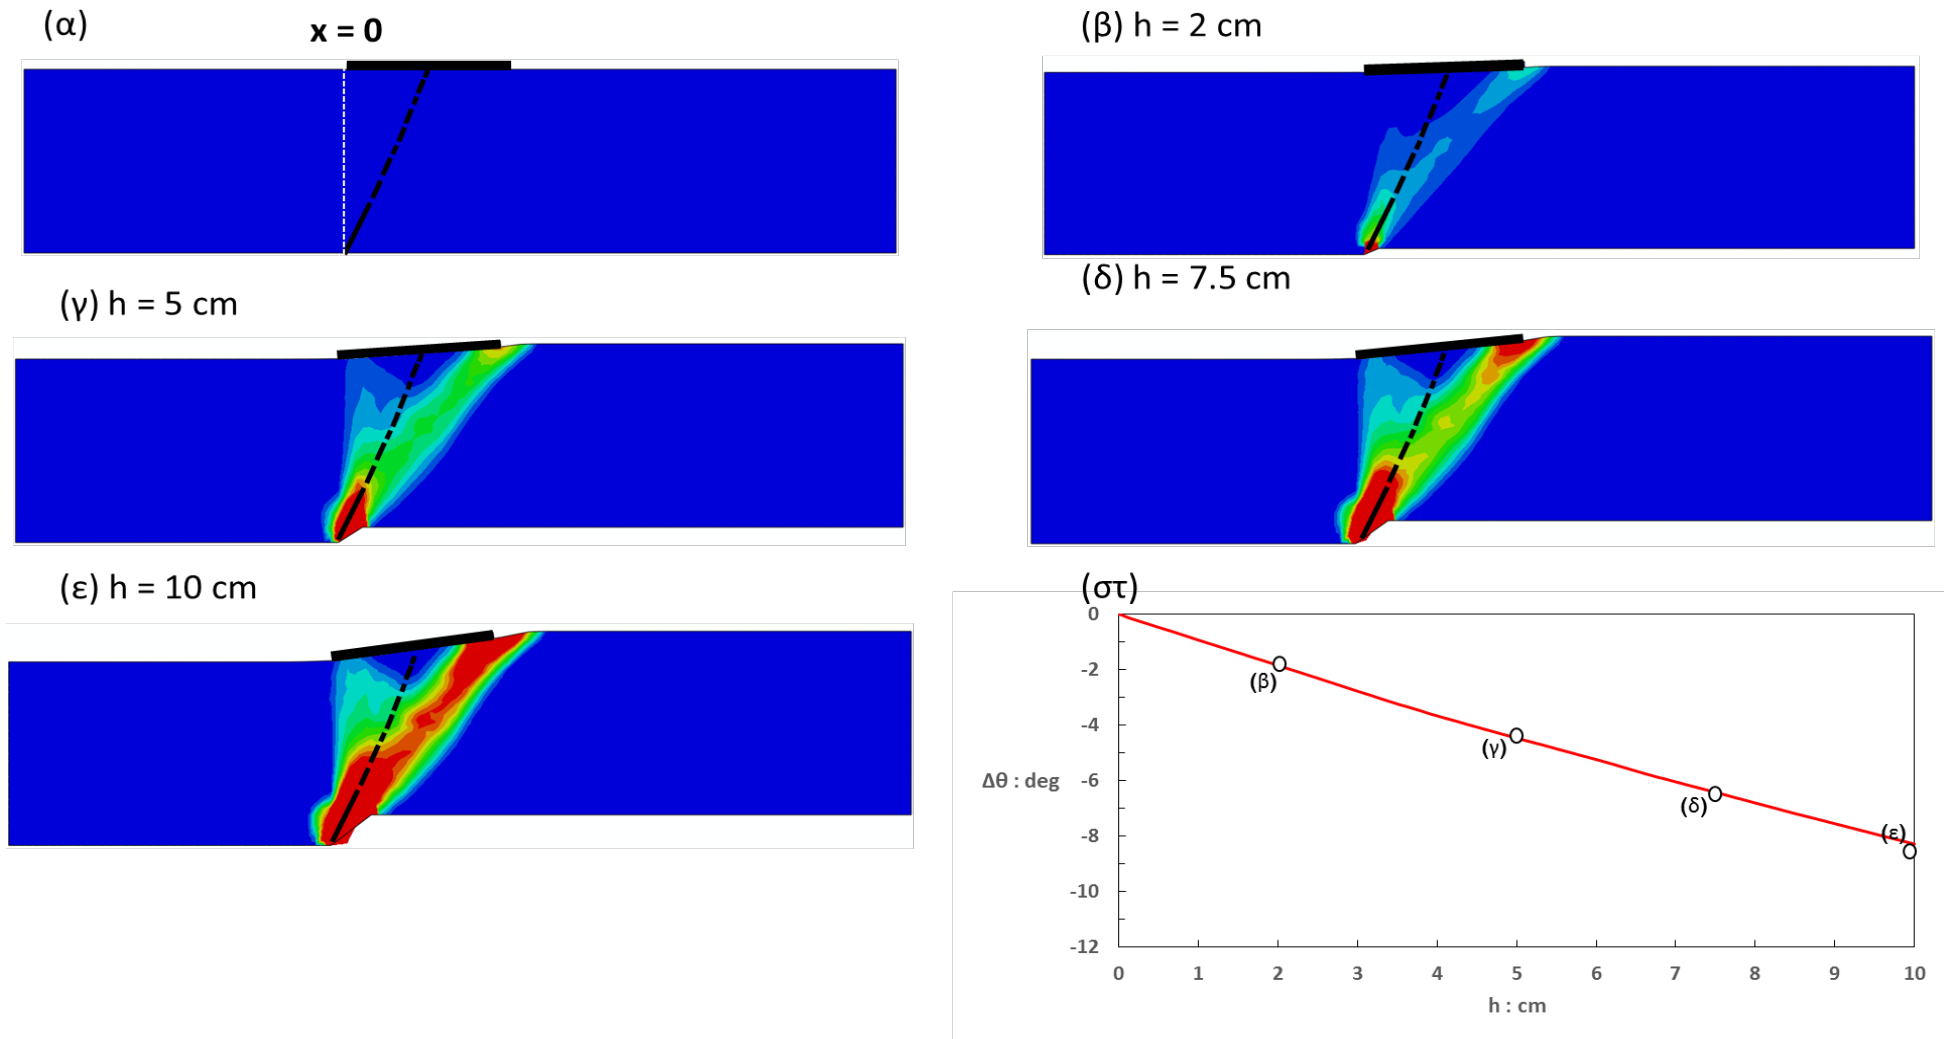 (α)
x = 0
(β) h = 2 cm
(γ) h = 5 cm
(δ) h = 7.5 cm
(ε) h = 10 cm
(στ)
0
-2
-4
-6
-8
-10
-12
Δθ : deg
(β)
(γ)
(δ)
(ε)
0 1 2 3 4 5 6 7 8 9 10
h : cm